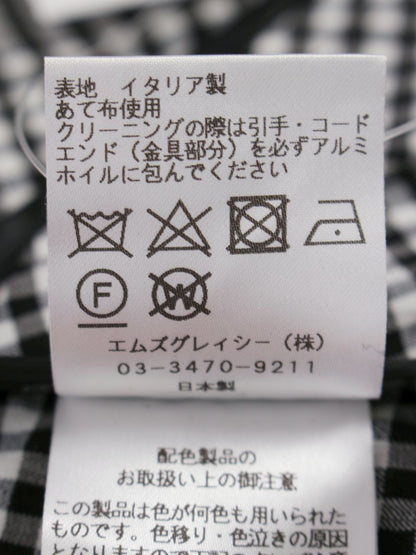 表地 イタリア製
あて布使用
クリーニングの際は引手・コード
エンド（金具部分）を必ずアルミ
ホイルに包んでください
F
W
エムズグレイシー（株）
03-3470-9211
日本製
配色製品の
お取扱い上の御注意
この製品は色が何色も用いられた
ものです。色移り・色泣きの原因